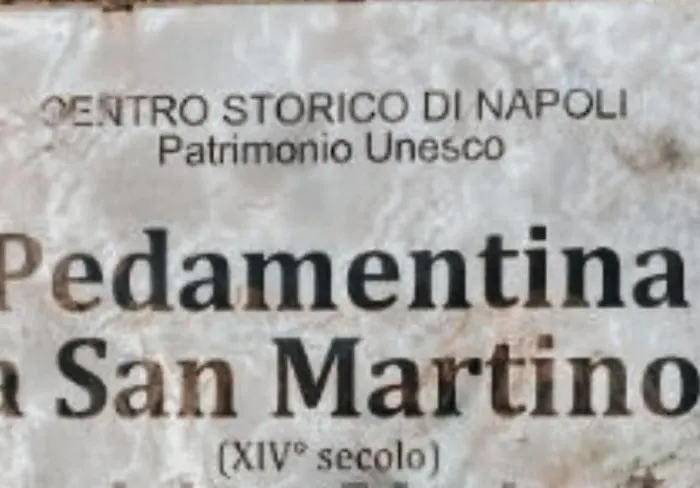 CENTRO STORICO DI NAPOLI
Patrimonio Unesco
Pedamentina
a San Martino
(XIV° secolo)